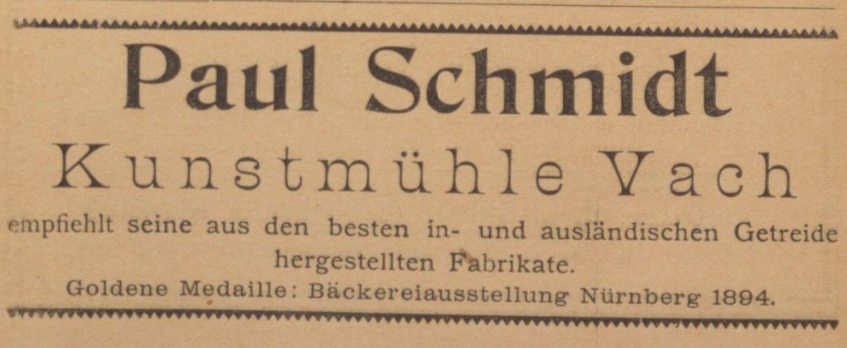 Paul Schmidt
Kunstmühle Vach
empfiehlt seine aus den besten in- und ausländischen Getreide
hergestellten Fabrikate.
Goldene Medaille: Bäckereiausstellung Nürnberg 1894.